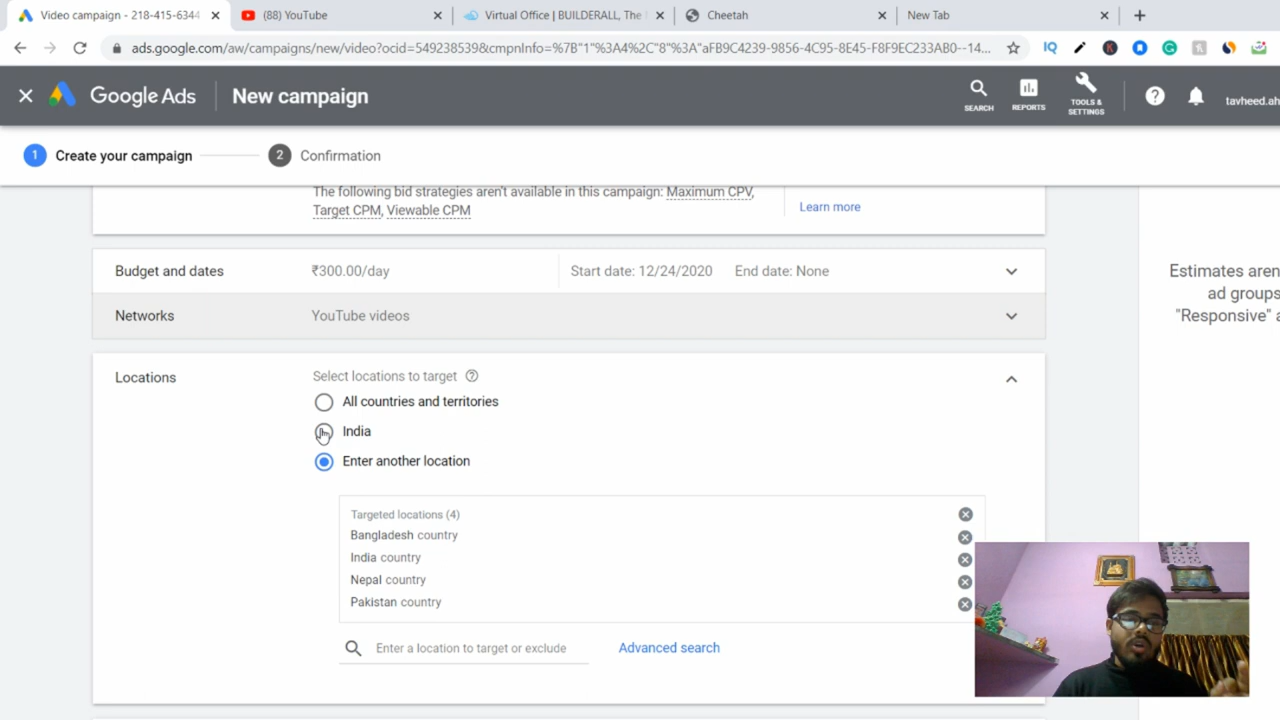 Video campaign - 218-415-6344
(88) YouTube
Virtual Office | BUILDERALL, The
Cheetah
New Tab
ads.google.com/aw/campaigns/new/video?ocid=549238539&cmpnInfo=%7B"1"%3A4%2C"8"%3A"aFB9C4239-9856-4C95-8E45-F8F9EC233AB0--14...
IQ
Google Ads
New campaign
SEARCH
REPORTS
TOOLS &
SETTINGS
tavheed.ah
1 Create your campaign
2 Confirmation
The following bid strategies aren't available in this campaign: Maximum CPV,
Target CPM, Viewable CPM
Learn more
Budget and dates ₹300.00/day Start date: 12/24/2020 End date: None
Networks YouTube videos
Estimates aren
ad groups
"Responsive" a
Locations
Select locations to target
All countries and territories
India
Enter another location
Targeted locations (4)
Bangladesh country
India country
Nepal country
Pakistan country
Enter a location to target or exclude
Advanced search